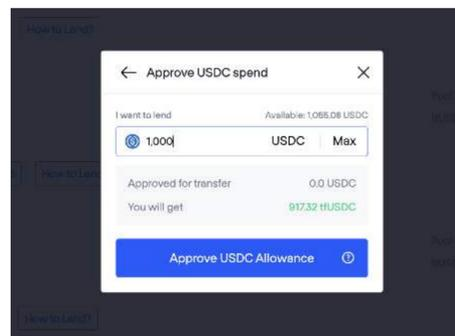 How to Lend?
← Approve USDC spend ×
I want to lend Available: 1,055.08 USDC
1,000 USDC Max
How to Lend
Approved for transfer 0.0 USDC
You will get 917.32 tfUSDC
Approve USDC Allowance
How to Lend?